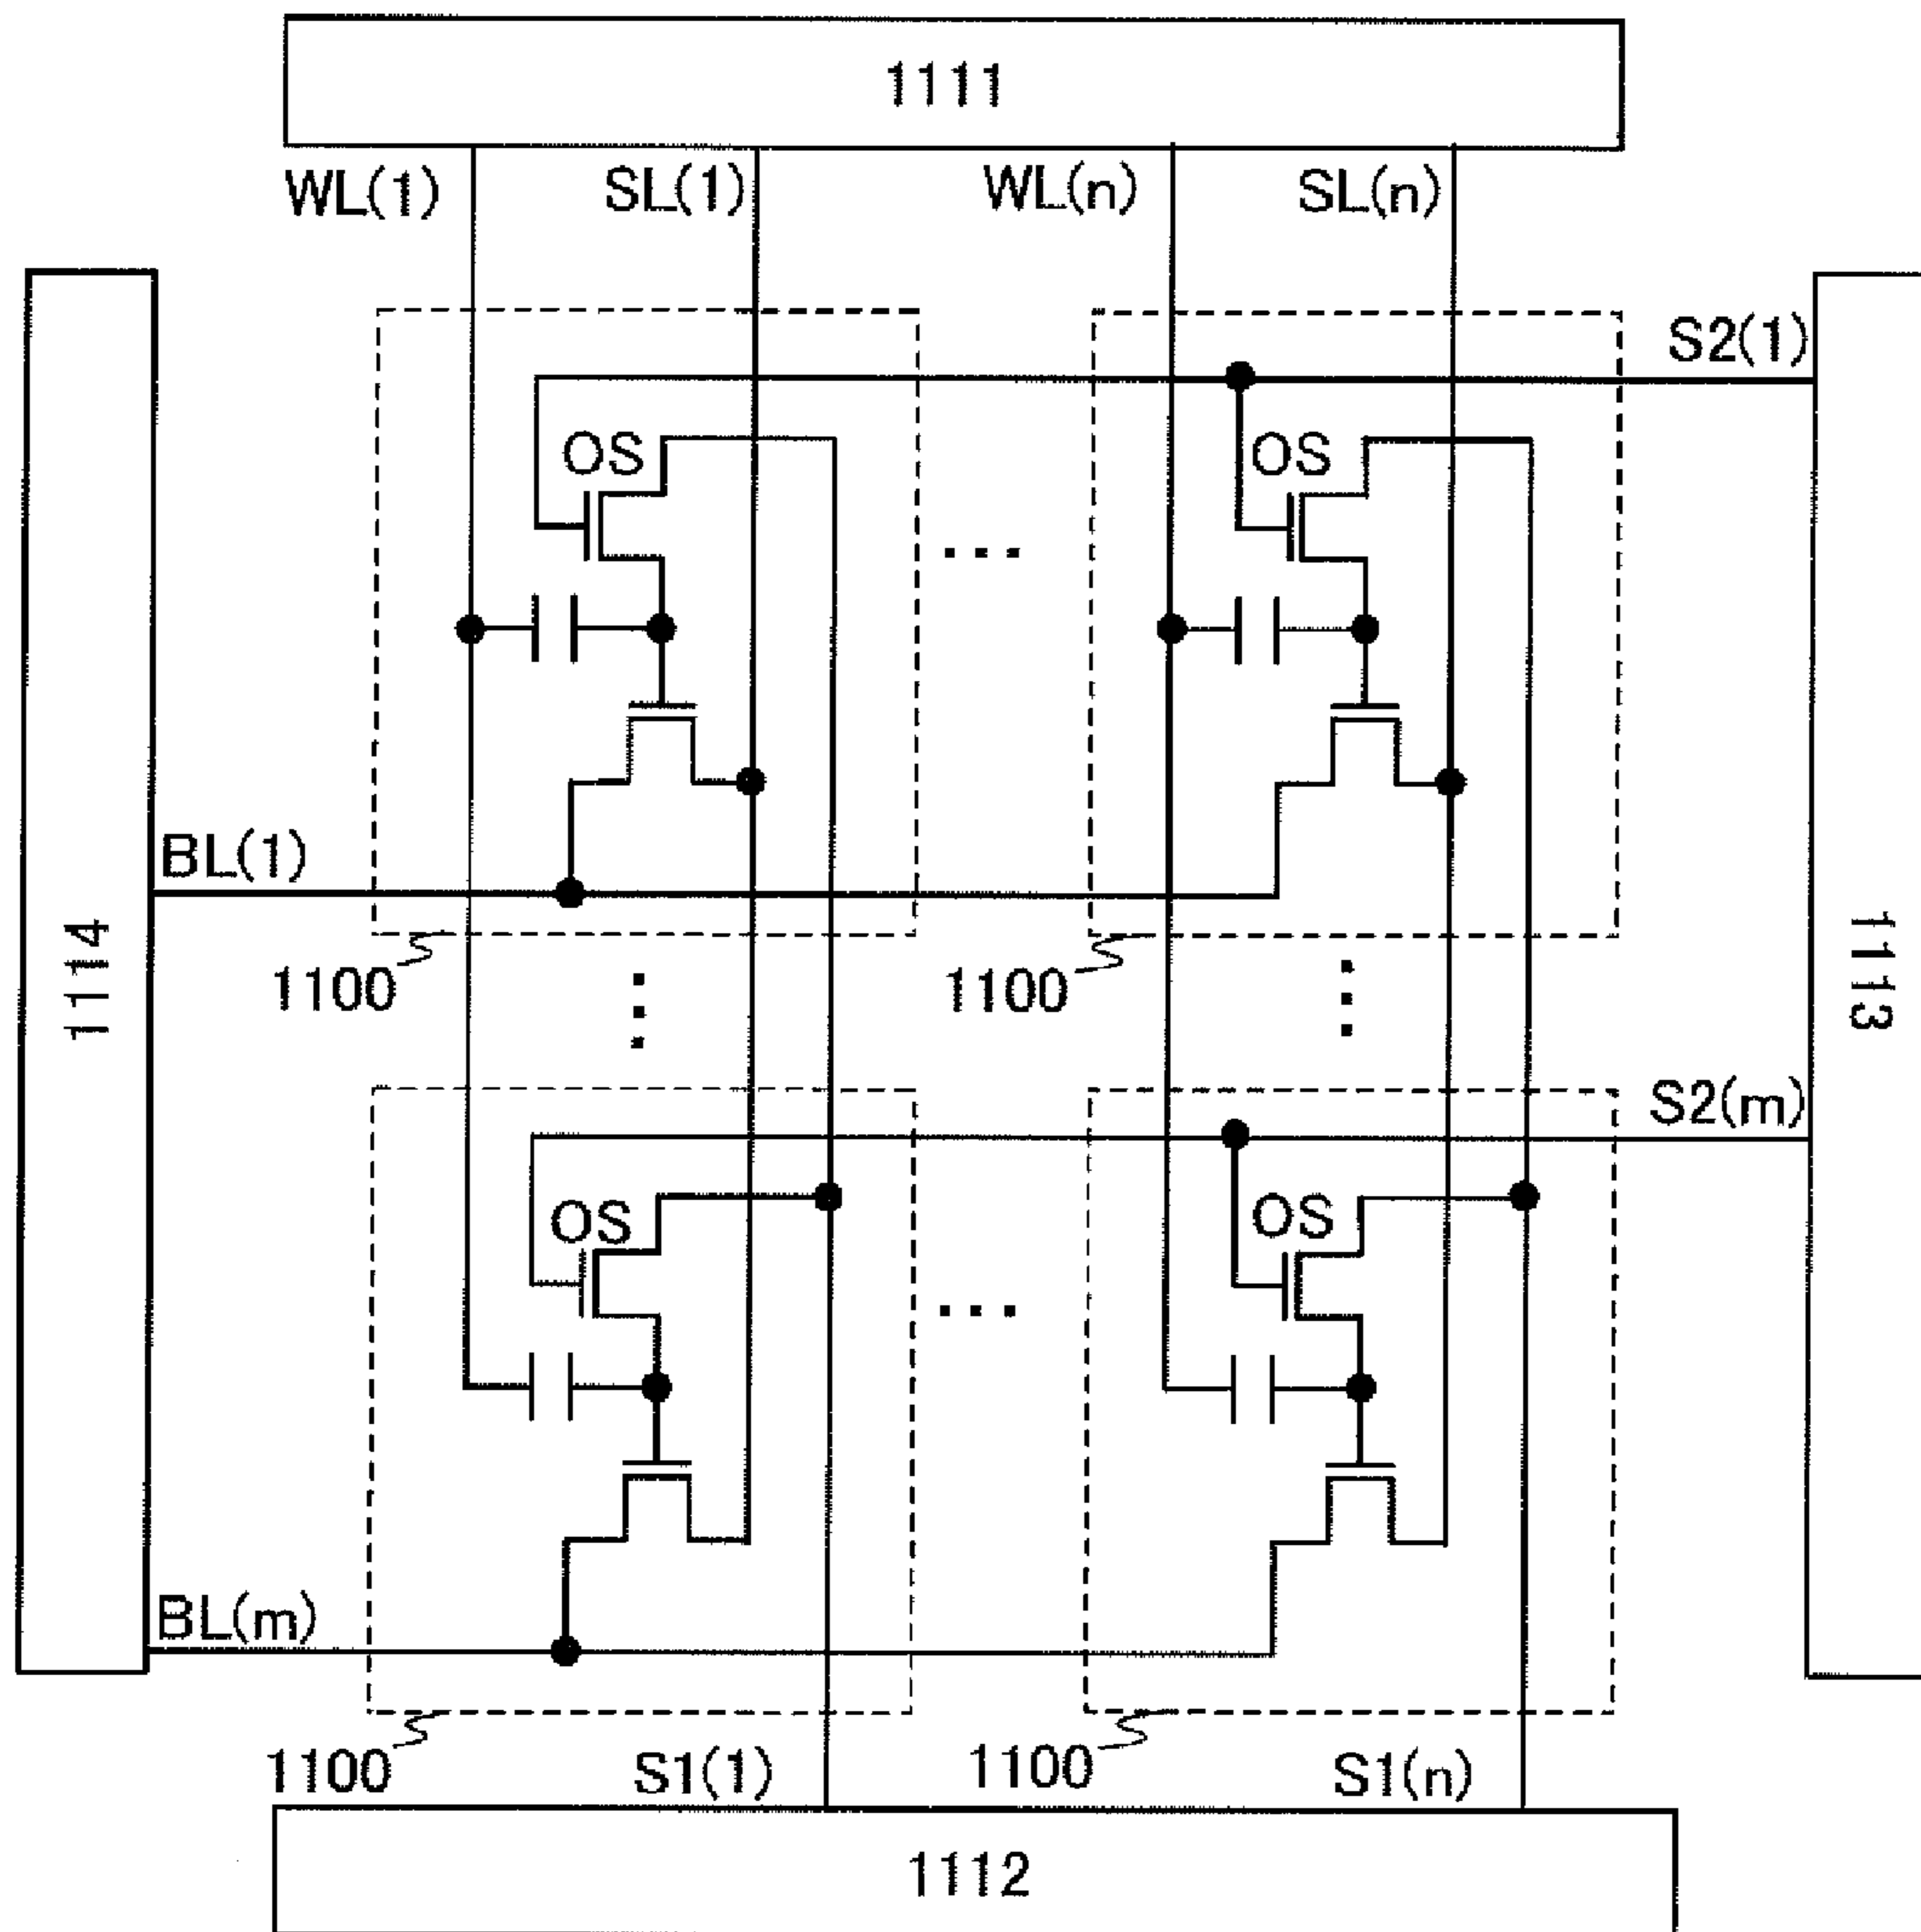 1111
WL(1) SL(1) WL(n) SL(n)
S2(1)
OS OS
...
BL(1)
1114
1113
1100 1100
S2(m)
OS OS
...
BL(m)
1100 S1(1) 1100 S1(n)
1112